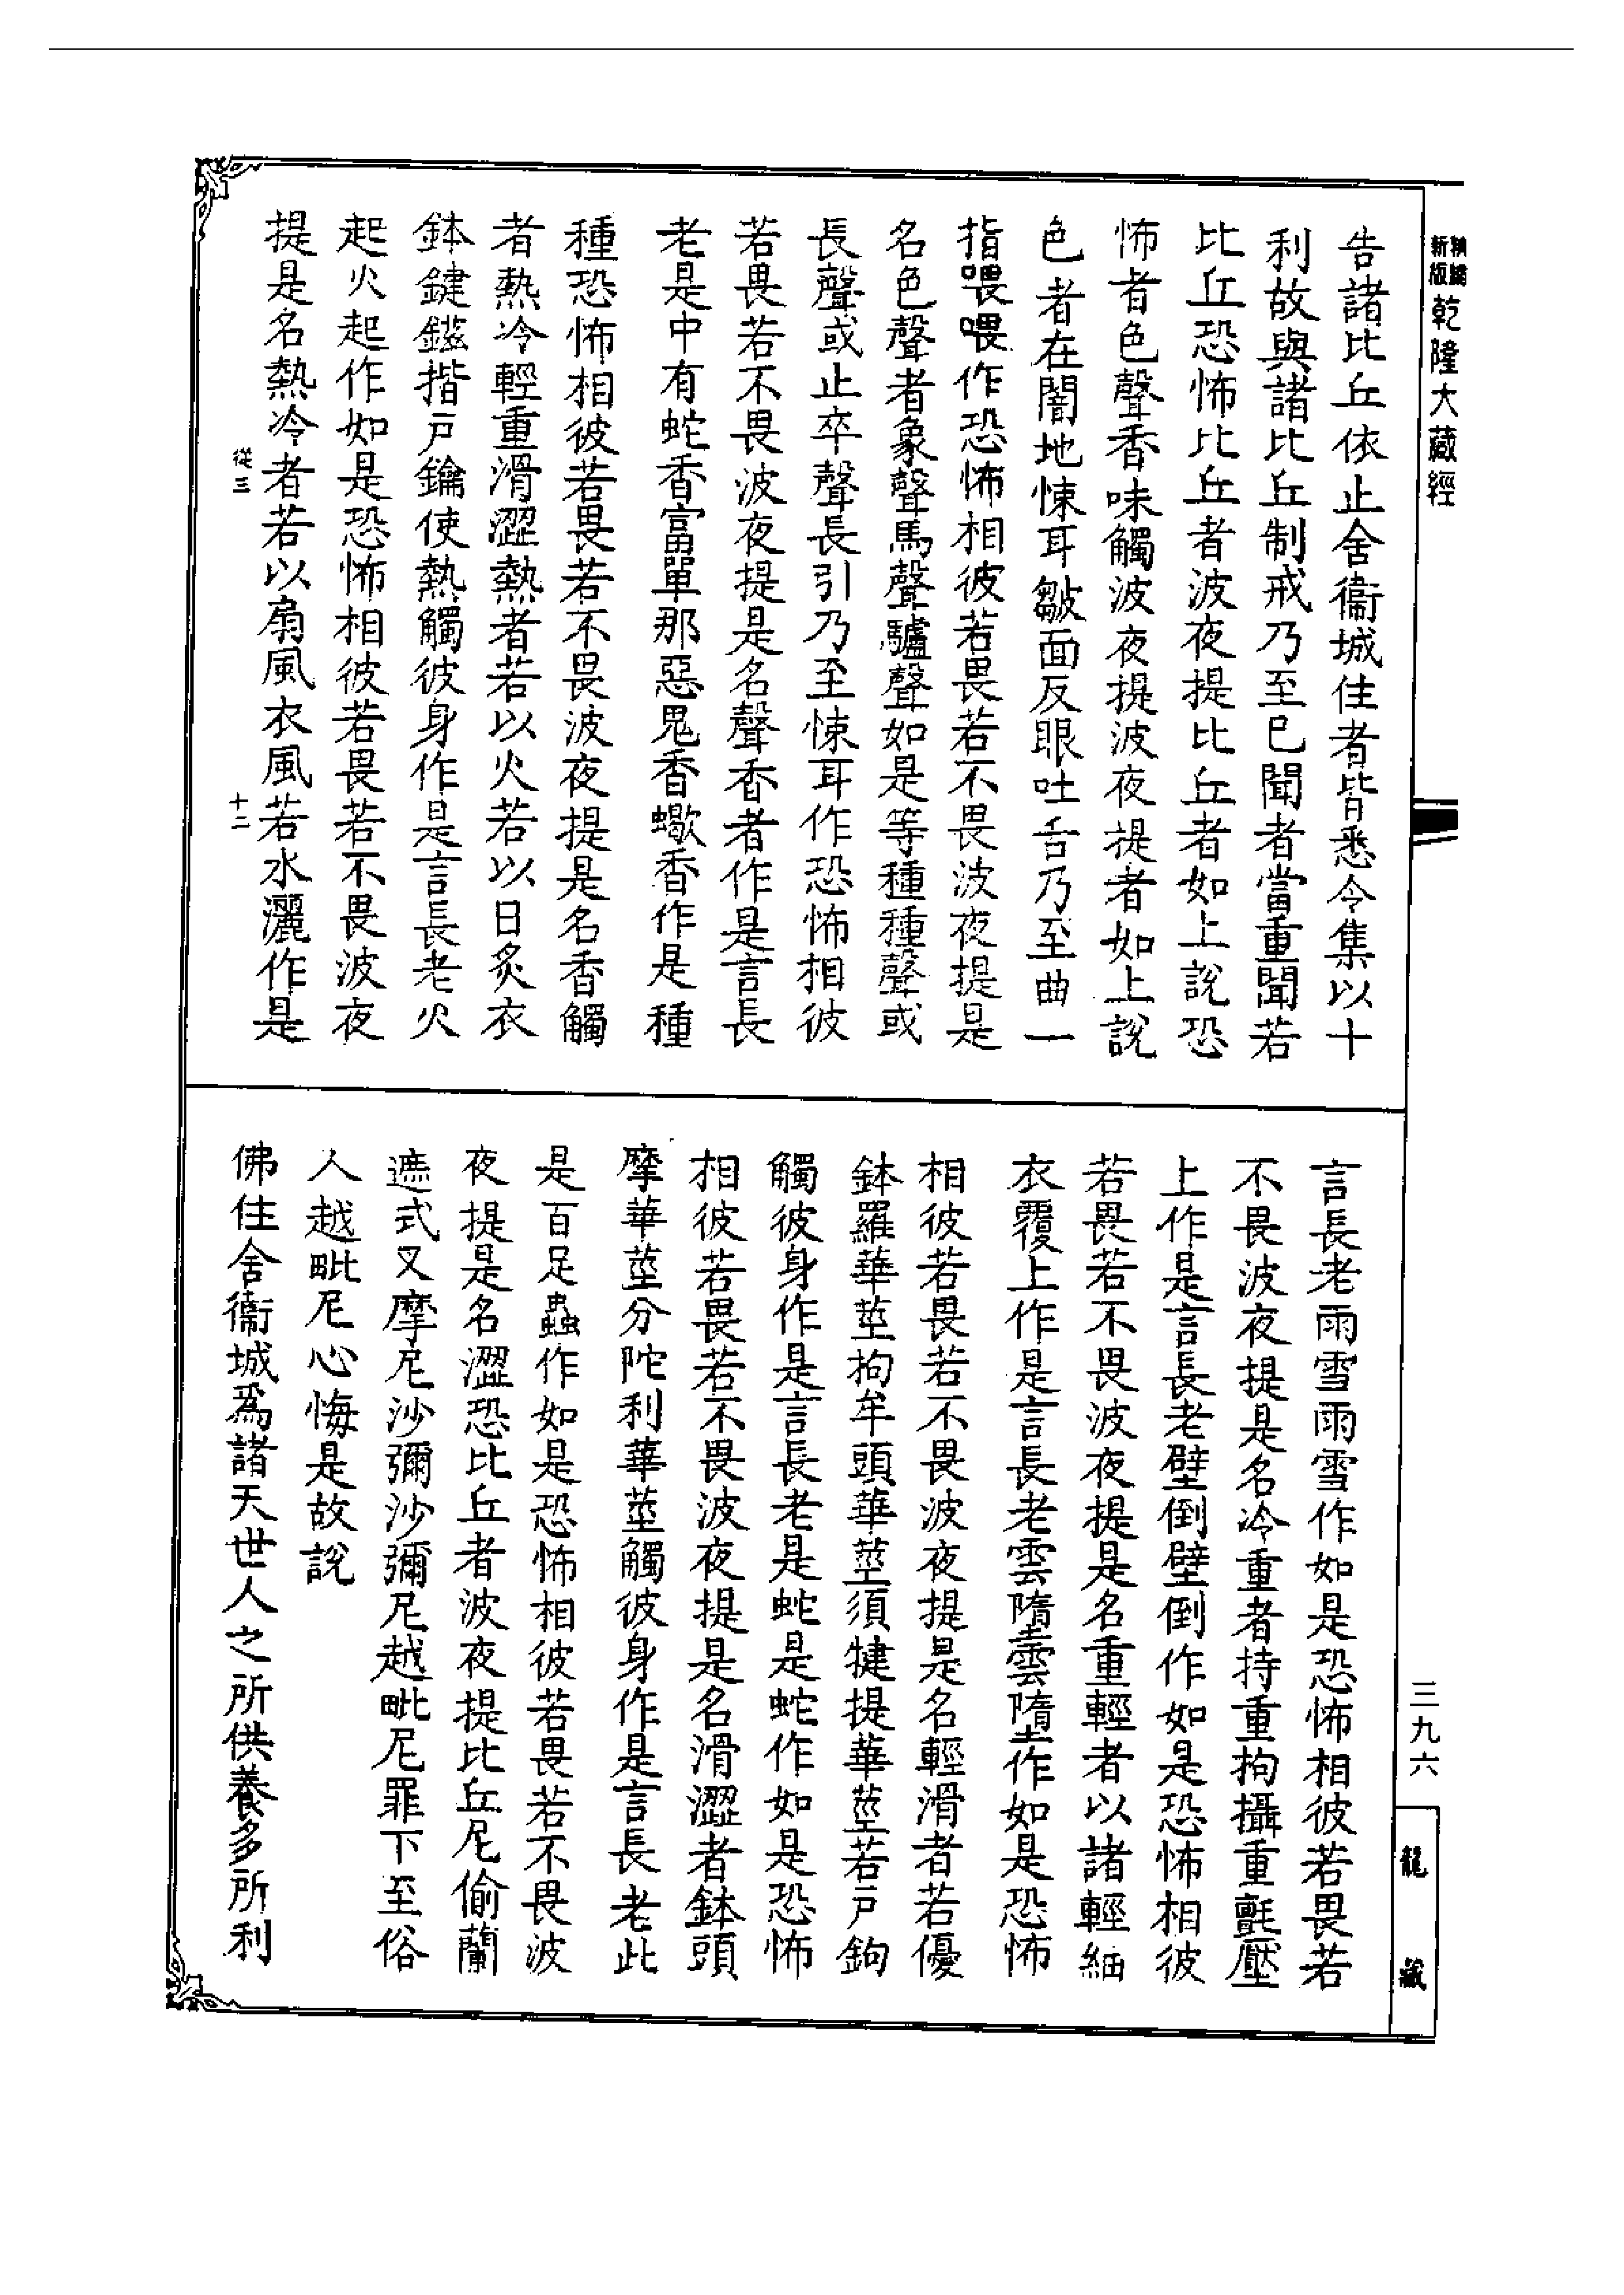 新版乾隆大藏經
告諸比丘依止舍衞城住者皆悉令集以十
利故與諸比丘制戒乃至已聞者當重聞若
比丘恐怖比丘者波夜提比丘者如上說恐
怖者色聲香味觸波夜提波夜提者如上說
色者在闇地悚耳皺面反眼吐舌乃至曲一
指喂喂作恐怖相彼若畏若不畏波夜提是
名色聲者象聲馬聲驢聲如是等種種聲或
長聲或止卒聲長引乃至悚耳作恐怖相彼
若畏若不畏波夜提是名聲香者作是言長
老是中有蛇香富單那惡鬼香蠍香作是種
種恐怖相彼若畏若不畏波夜提是名香觸
者熱冷輕重滑澀熱者若以火若以日炙衣
鉢鍵鎡揩戶鑰使熱觸彼身作是言長老火
起火起作如是恐怖相彼若畏若不畏波夜
提是名熱冷者若以扇風衣風若水灑作是
從三
十二
言長老雨雪雨雪作如是恐怖相彼若畏若
不畏波夜提是名冷重者持重拘攝重氈壓
上作是言長老壁倒壁倒作如是恐怖相彼
若畏若不畏波夜提是名重輕者以諸輕細
衣覆上作是言長老雲墮雲墮作如是恐怖
相彼若畏若不畏波夜提是名輕滑者若優
鉢羅華莖拘牟頭華莖須犍提華莖若戶鉤
觸彼身作是言長老是蛇是蛇作如是恐怖
相彼若畏若不畏波夜提是名滑澀者鉢頭
摩華莖分陀利華莖觸彼身作是言長老此
是百足蟲作如是恐怖相彼若畏若不畏波
夜提是名澀恐比丘者波夜提比丘尼偷蘭
遮式叉摩尼沙彌沙彌尼越毗尼罪下至俗
人越毗尼心悔是故說
佛住舍衞城爲諸天世人之所供養多所利
三九六
龍藏